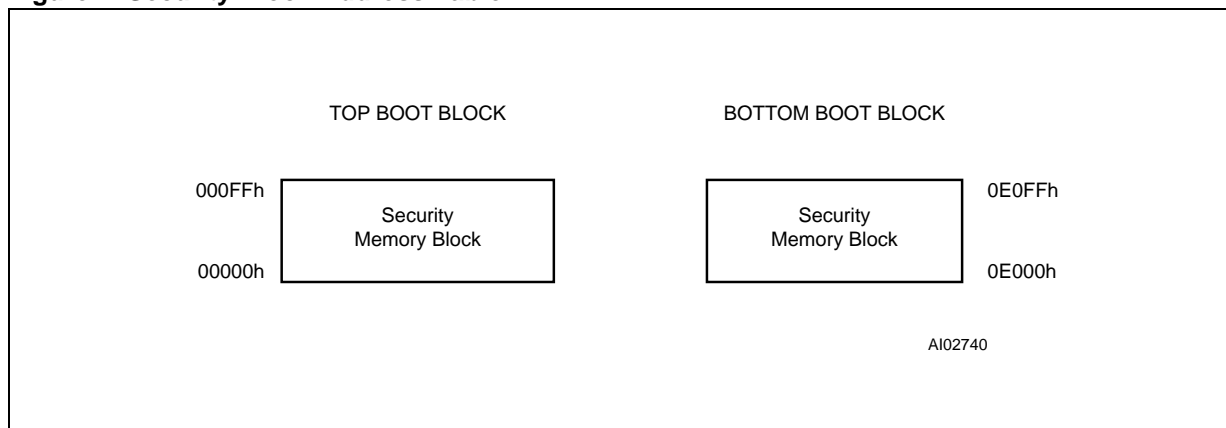 TOP BOOT BLOCK
BOTTOM BOOT BLOCK
000FFh
Security
Memory Block
00000h
Security
Memory Block
0E0FFh
0E000h
AI02740